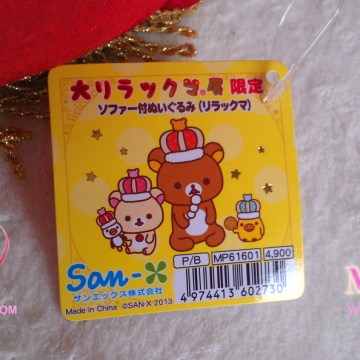 大リラックマ展 限定
ソファー付ぬいぐるみ(リラックマ)
San-X
サンエックス株式会社
Made in China ©SAN-X 2013
P/B MP61601 4,900
4 974413 602730
.COM